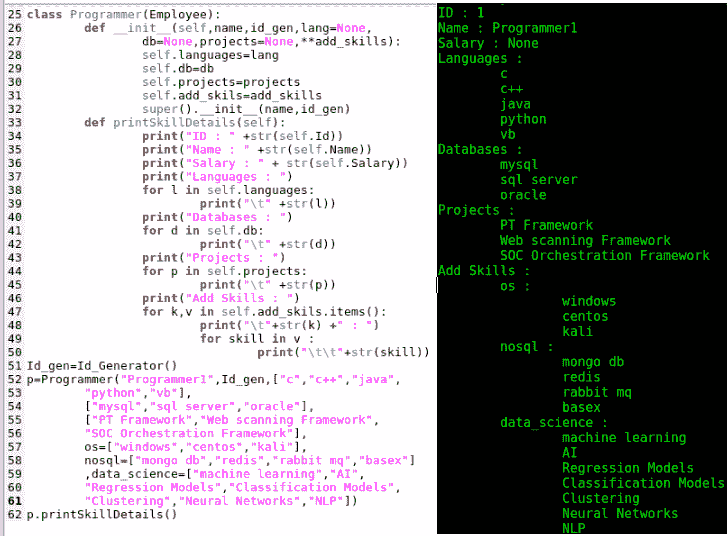 25 class Programmer(Employee):
26 def __init__(self,name,id_gen,lang=None,
27 db=None,projects=None,**add_skills):
28 self.languages=lang
29 self.db=db
30 self.projects=projects
31 self.add_skils=add_skills
32 super().__init__(name,id_gen)
33 def printSkillDetails(self):
34 print("ID : " +str(self.Id))
35 print("Name : " +str(self.Name))
36 print("Salary : " + str(self.Salary))
37 print("Languages : ")
38 for l in self.languages:
39 print("\t" +str(l))
40 print("Databases : ")
41 for d in self.db:
42 print("\t" +str(d))
43 print("Projects : ")
44 for p in self.projects:
45 print("\t" +str(p))
46 print("Add Skills : ")
47 for k,v in self.add_skils.items():
48 print("\t"+str(k) +" : ")
49 for skill in v :
50 print("\t\t"+str(skill))
51 Id_gen=Id_Generator()
52 p=Programmer("Programmer1",Id_gen,["c","c++","java",
53 "python","vb"],
54 ["mysql","sql server","oracle"],
55 ["PT Framework","Web scanning Framework",
56 "SOC Orchestration Framework"],
57 os=["windows","centos","kali"],
58 nosql=["mongo db","redis","rabbit mq","basex"]
59 ,data_science=["machine learning","AI",
60 "Regression Models","Classification Models",
61 "Clustering","Neural Networks","NLP"])
62 p.printSkillDetails()
ID : 1
Name : Programmer1
Salary : None
Languages :
c
c++
java
python
vb
Databases :
mysql
sql server
oracle
Projects :
PT Framework
Web scanning Framework
SOC Orchestration Framework
Add Skills :
os :
windows
centos
kali
nosql :
mongo db
redis
rabbit mq
basex
data_science :
machine learning
AI
Regression Models
Classification Models
Clustering
Neural Networks
NLP